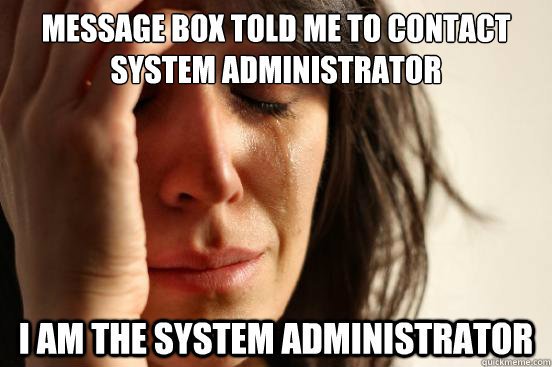 MESSAGE BOX TOLD ME TO CONTACT
SYSTEM ADMINISTRATOR
I AM THE SYSTEM ADMINISTRATOR
quickmeme.com